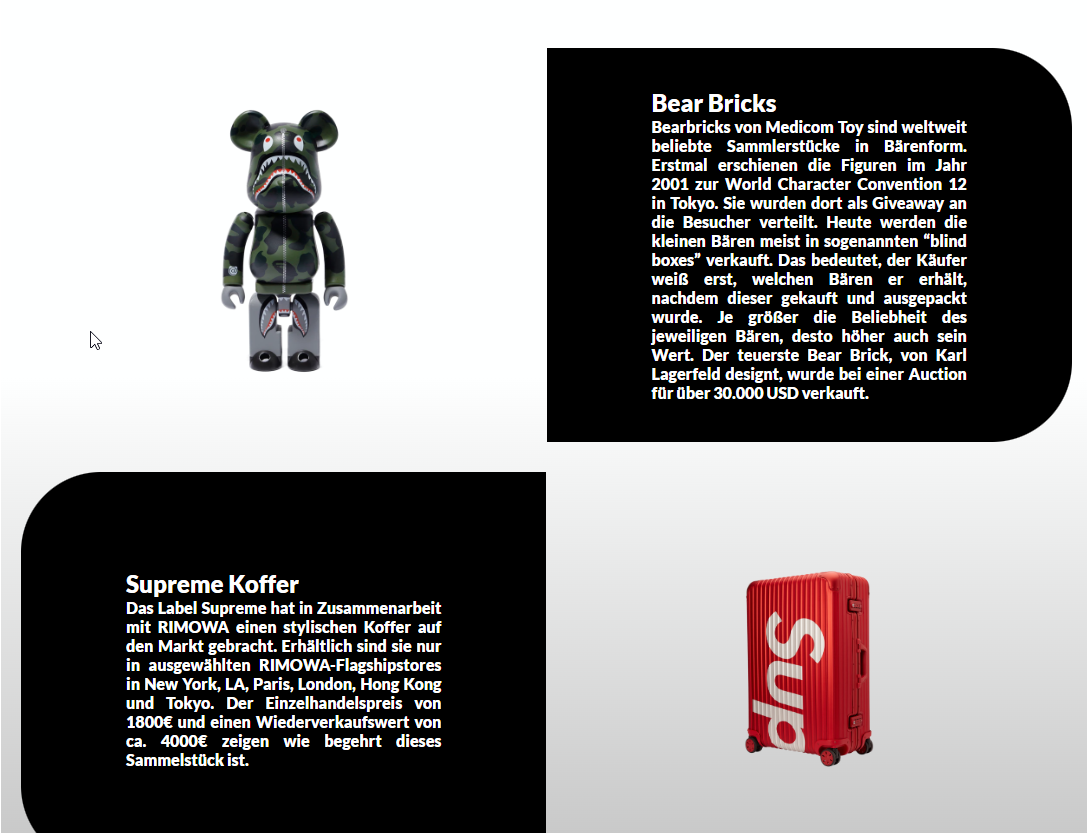 Bear Bricks
Bearbricks von Medicom Toy sind weltweit
beliebte Sammlerstücke in Bärenform.
Erstmal erschienen die Figuren im Jahr
2001 zur World Character Convention 12
in Tokyo. Sie wurden dort als Giveaway an
die Besucher verteilt. Heute werden die
kleinen Bären meist in sogenannten “blind
boxes” verkauft. Das bedeutet, der Käufer
weiß erst, welchen Bären er erhält,
nachdem dieser gekauft und ausgepackt
wurde. Je größer die Beliebheit des
jeweiligen Bären, desto höher auch sein
Wert. Der teuerste Bear Brick, von Karl
Lagerfeld designt, wurde bei einer Auction
für über 30.000 USD verkauft.
Supreme Koffer
Das Label Supreme hat in Zusammenarbeit
mit RIMOWA einen stylischen Koffer auf
den Markt gebracht. Erhältlich sind sie nur
in ausgewählten RIMOWA-Flagshipstores
in New York, LA, Paris, London, Hong Kong
und Tokyo. Der Einzelhandelspreis von
1800€ und einen Wiederverkaufswert von
ca. 4000€ zeigen wie begehrt dieses
Sammelstück ist.
Sup